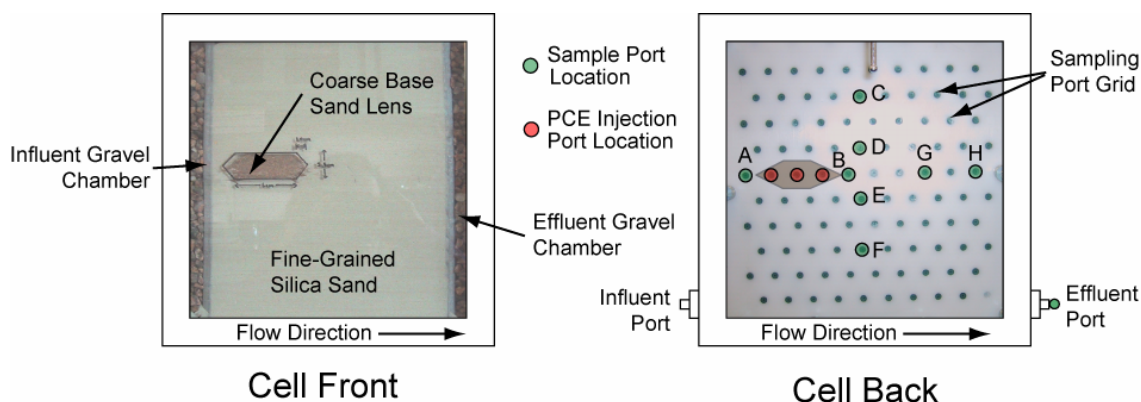 Coarse Base
Sand Lens
Influent Gravel
Chamber
Effluent Gravel
Chamber
Fine-Grained
Silica Sand
Flow Direction
Cell Front
Sample Port
Location
PCE Injection
Port Location
Sampling
Port Grid
C
D
A
B
G
H
E
F
Influent
Port
Effluent
Port
Flow Direction
Cell Back